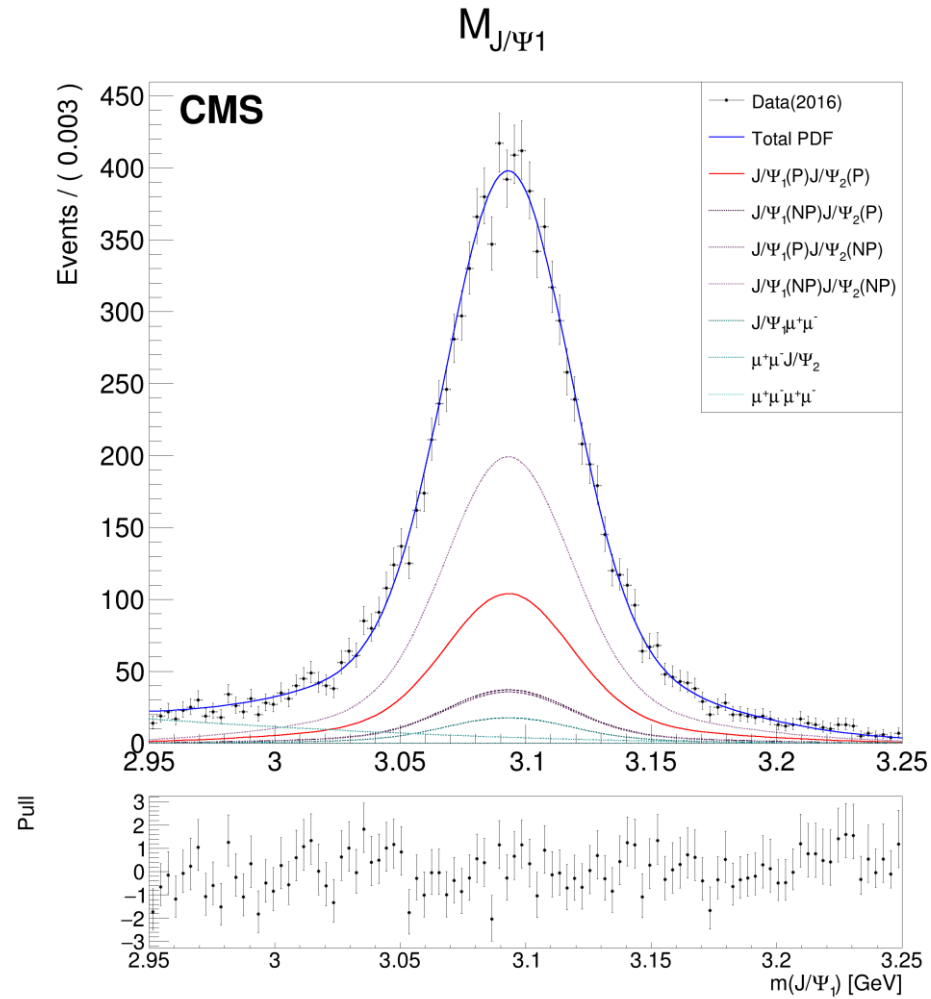 M_J/Ψ1
CMS
Events / ( 0.003 )
450
400
350
300
250
200
150
100
50
0
Data(2016)
Total PDF
J/Ψ₁(P)J/Ψ₂(P)
J/Ψ₁(NP)J/Ψ₂(P)
J/Ψ₁(P)J/Ψ₂(NP)
J/Ψ₁(NP)J/Ψ₂(NP)
J/Ψ₁μ⁺μ⁻
μ⁺μ⁻J/Ψ₂
μ⁺μ⁻μ⁺μ⁻
2.95 3 3.05 3.1 3.15 3.2 3.25
Pull
3
2
1
0
−1
−2
−3
2.95 3 3.05 3.1 3.15 3.2 3.25
m(J/Ψ₁) [GeV]